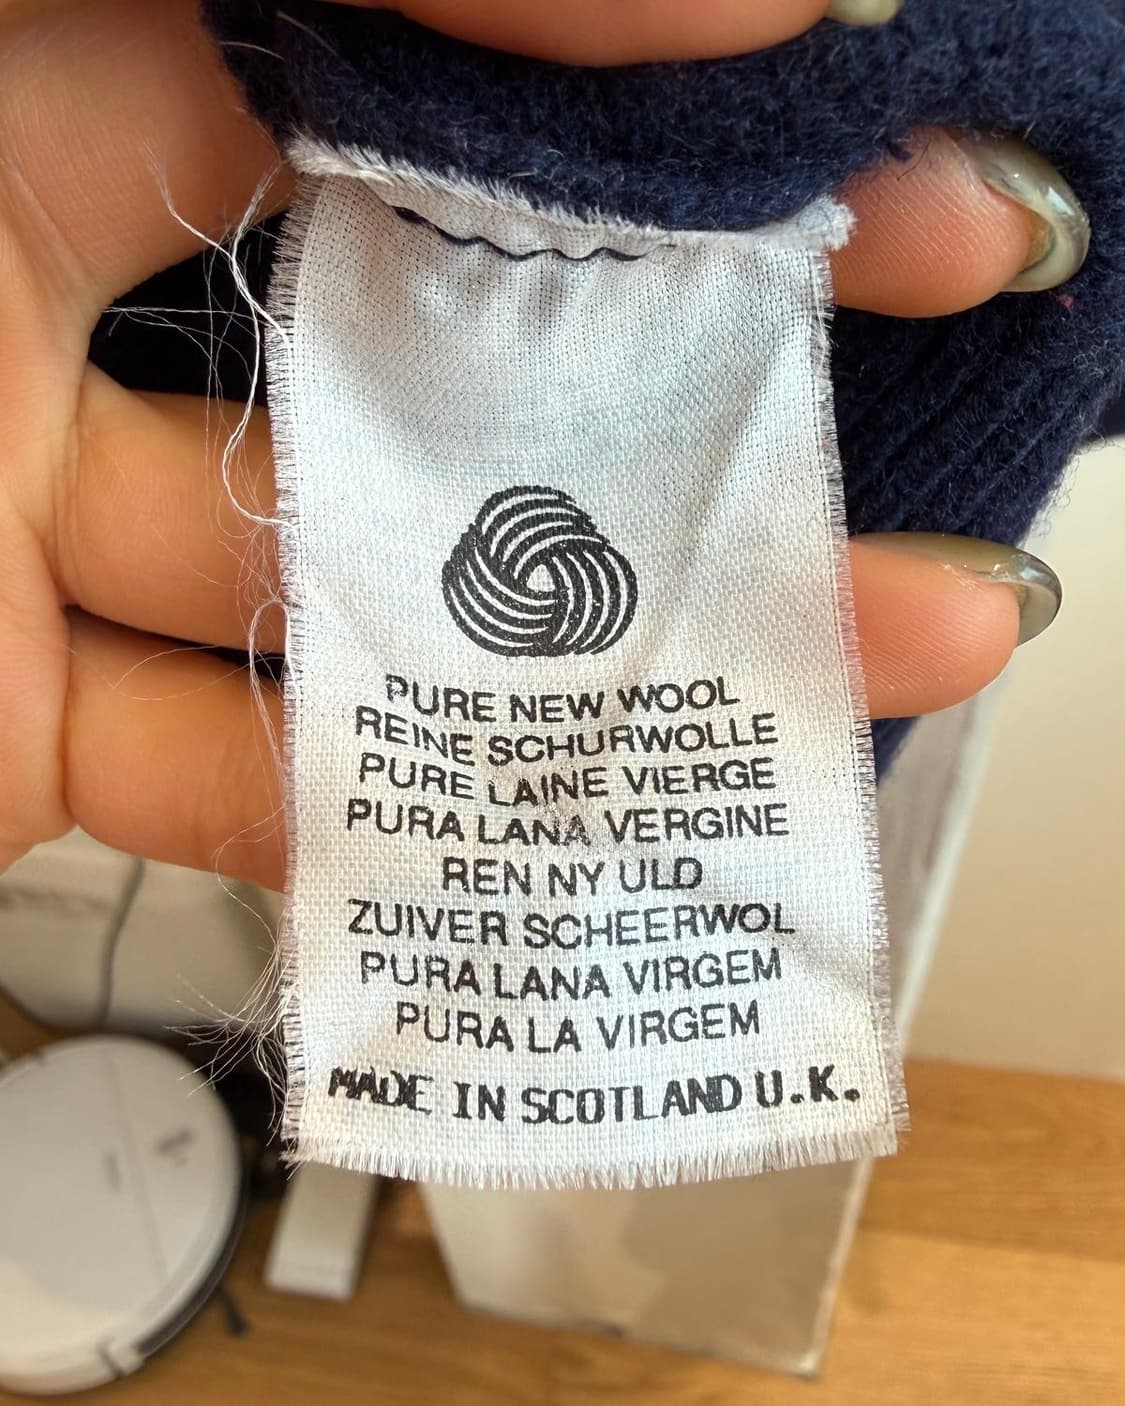 PURE NEW WOOL
REINE SCHURWOLLE
PURE LAINE VIERGE
PURA LANA VERGINE
REN NY ULD
ZUIVER SCHEERWOL
PURA LANA VIRGEM
PURA LA VIRGEM
MADE IN SCOTLAND U.K.